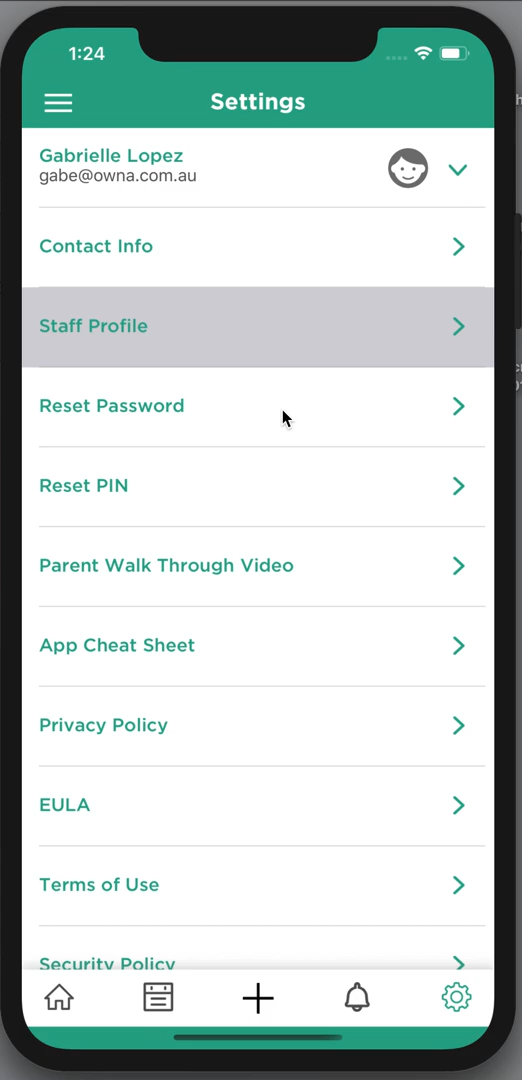 1:24
Settings
Gabrielle Lopez
gabe@owna.com.au
Contact Info
Staff Profile
Reset Password
Reset PIN
Parent Walk Through Video
App Cheat Sheet
Privacy Policy
EULA
Terms of Use
Security Policy